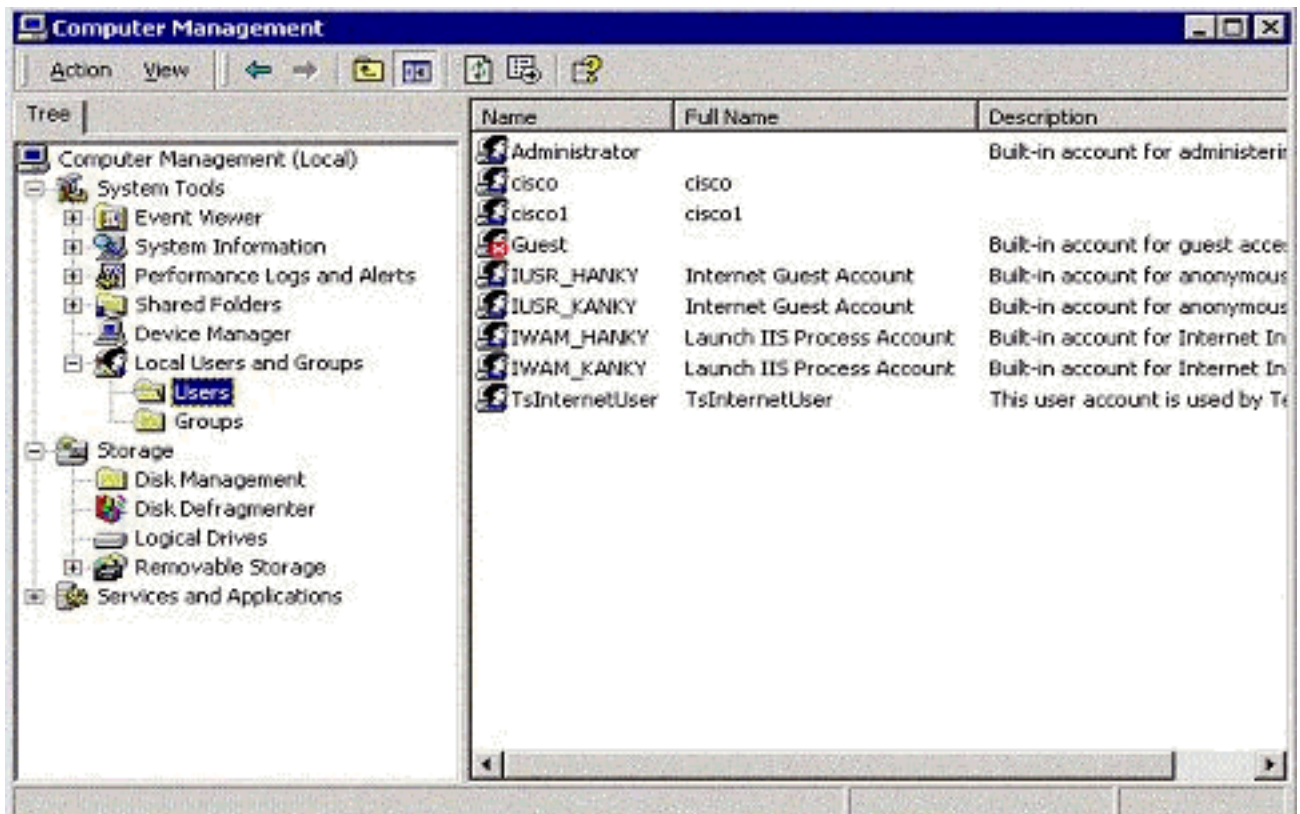 Computer Management
Action View
Tree
Computer Management (Local)
System Tools
Event Viewer
System Information
Performance Logs and Alerts
Shared Folders
Device Manager
Local Users and Groups
Users
Groups
Storage
Disk Management
Disk Defragmenter
Logical Drives
Removable Storage
Services and Applications
Name Full Name Description
Administrator Built-in account for administerin
cisco cisco
cisco1 cisco1
Guest Built-in account for guest acces
IUSR_HANKY Internet Guest Account Built-in account for anonymous
IUSR_KANKY Internet Guest Account Built-in account for anonymous
IWAM_HANKY Launch IIS Process Account Built-in account for Internet In
IWAM_KANKY Launch IIS Process Account Built-in account for Internet In
TsInternetUser TsInternetUser This user account is used by Te